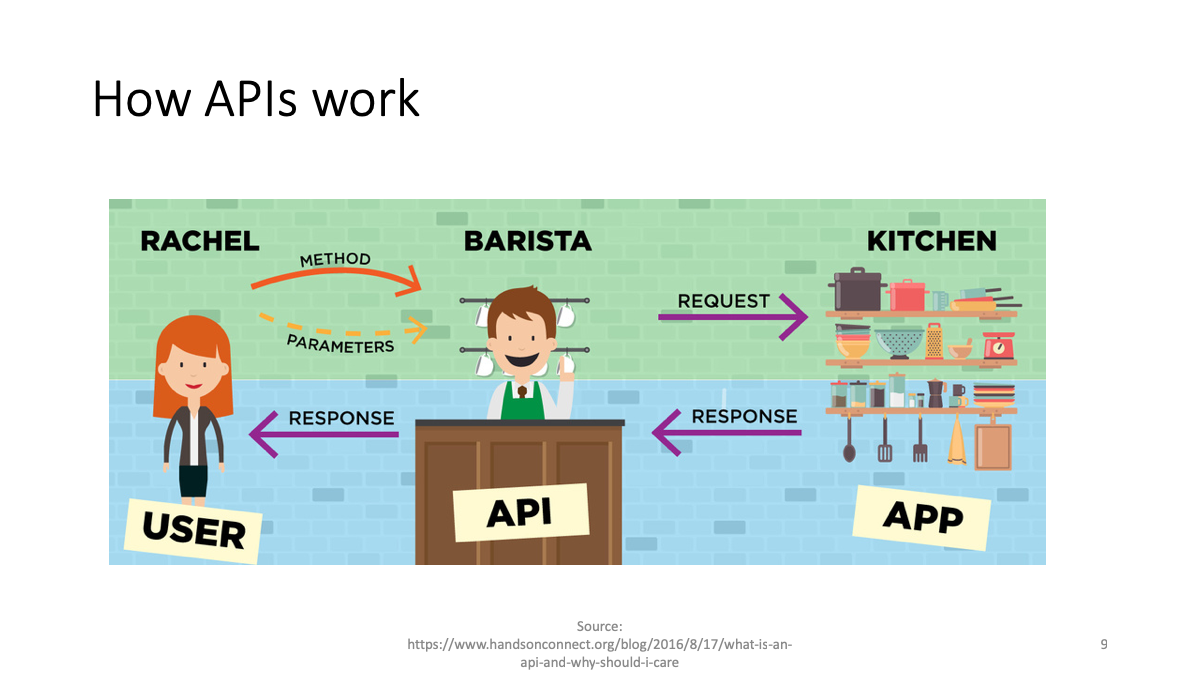 How APIs work
RACHEL
BARISTA
KITCHEN
METHOD
PARAMETERS
REQUEST
RESPONSE
RESPONSE
USER
API
APP
Source:
https://www.handsonconnect.org/blog/2016/8/17/what-is-an-
api-and-why-should-i-care
9